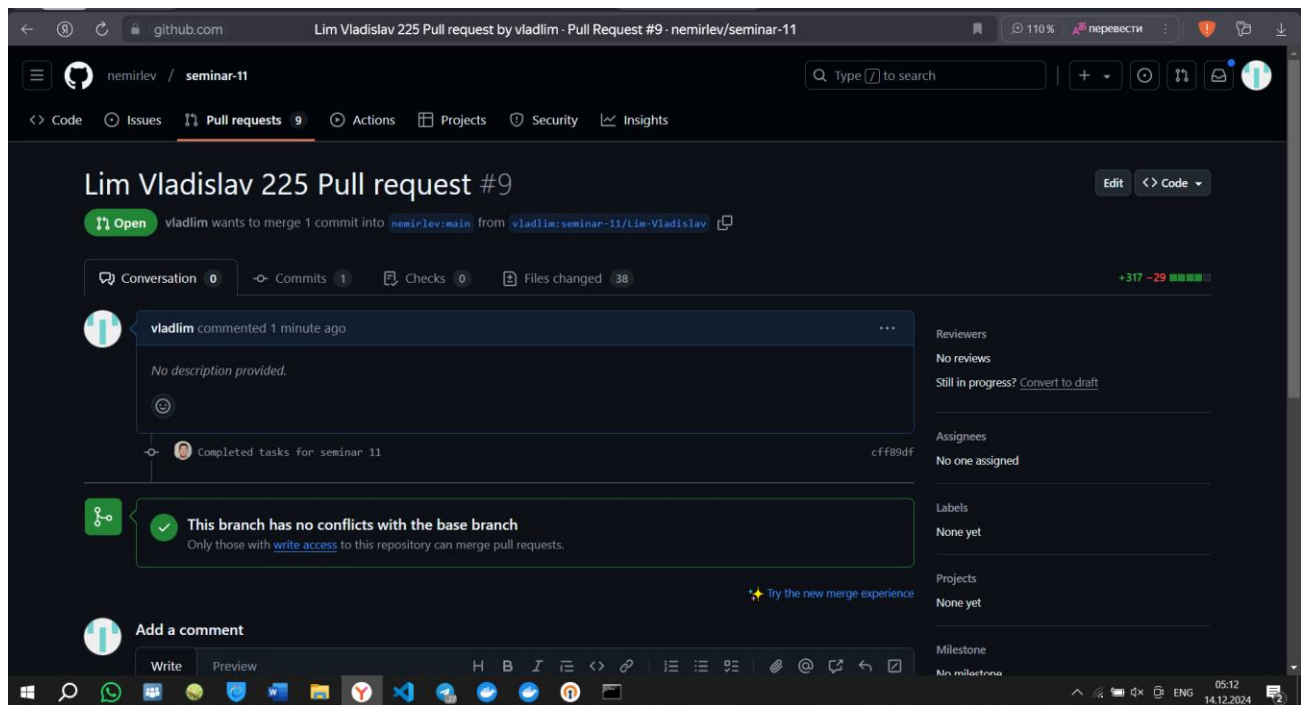 github.com
Lim Vladislav 225 Pull request by vladlim · Pull Request #9 · nemirlev/seminar-11
110 %
перевести
nemirlev / seminar-11
Type / to search
Code Issues Pull requests 9 Actions Projects Security Insights
Lim Vladislav 225 Pull request #9
Edit
<> Code
Open vladlim wants to merge 1 commit into nemirlev:main from vladlim:seminar-11/Lim-Vladislav
Conversation 0 Commits 1 Checks 0 Files changed 38
+317 −29
vladlim commented 1 minute ago
No description provided.
Completed tasks for seminar 11
cff89df
This branch has no conflicts with the base branch
Only those with write access to this repository can merge pull requests.
Try the new merge experience
Add a comment
Write Preview
H B I
Reviewers
No reviews
Still in progress? Convert to draft
Assignees
No one assigned
Labels
None yet
Projects
None yet
Milestone
No milestone
ENG
05:12
14.12.2024
2